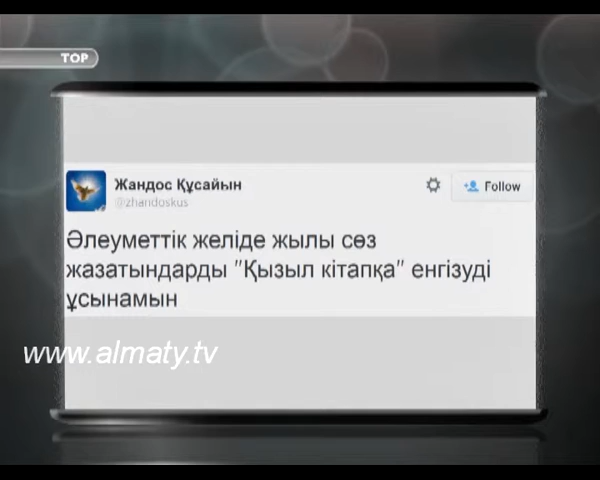 TOP
Жандос Құсайын
@zhandoskus
Follow
Әлеуметтік желіде жылы сөз
жазатындарды "Қызыл кітапқа" енгізуді
ұсынамын
www.almaty.tv